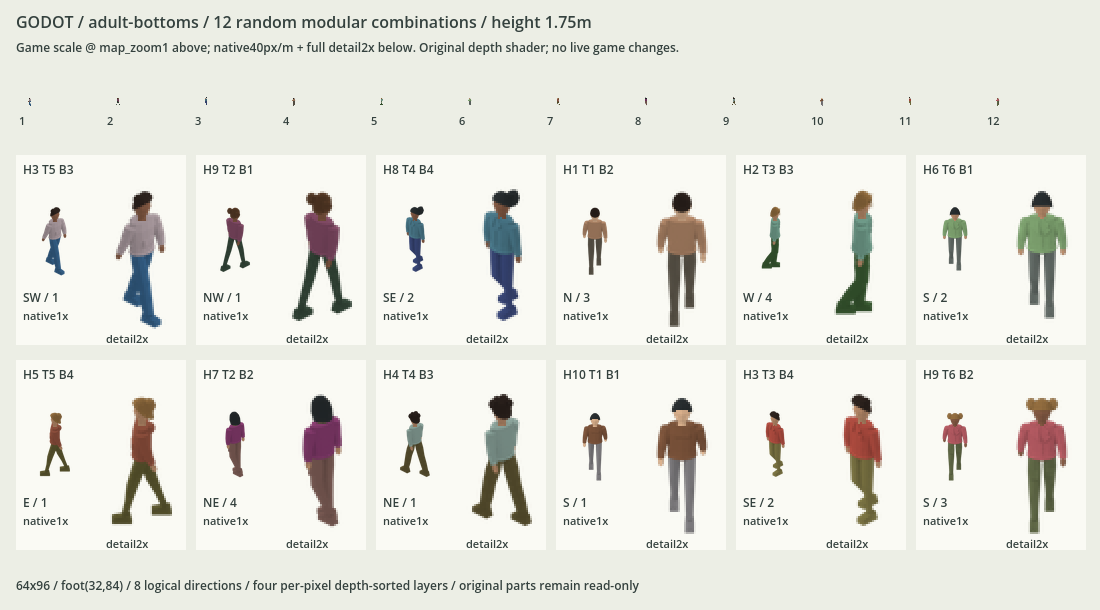 GODOT / adult-bottoms / 12 random modular combinations / height 1.75m
Game scale @ map_zoom1 above; native40px/m + full detail2x below. Original depth shader; no live game changes.
1 2 3 4 5 6 7 8 9 10 11 12
H3 T5 B3
SW / 1
native1x
detail2x
H9 T2 B1
NW / 1
native1x
detail2x
H8 T4 B4
SE / 2
native1x
detail2x
H1 T1 B2
N / 3
native1x
detail2x
H2 T3 B3
W / 4
native1x
detail2x
H6 T6 B1
S / 2
native1x
detail2x
H5 T5 B4
E / 1
native1x
detail2x
H7 T2 B2
NE / 4
native1x
detail2x
H4 T4 B3
NE / 1
native1x
detail2x
H10 T1 B1
S / 1
native1x
detail2x
H3 T3 B4
SE / 2
native1x
detail2x
H9 T6 B2
S / 3
native1x
detail2x
64x96 / foot(32,84) / 8 logical directions / four per-pixel depth-sorted layers / original parts remain read-only